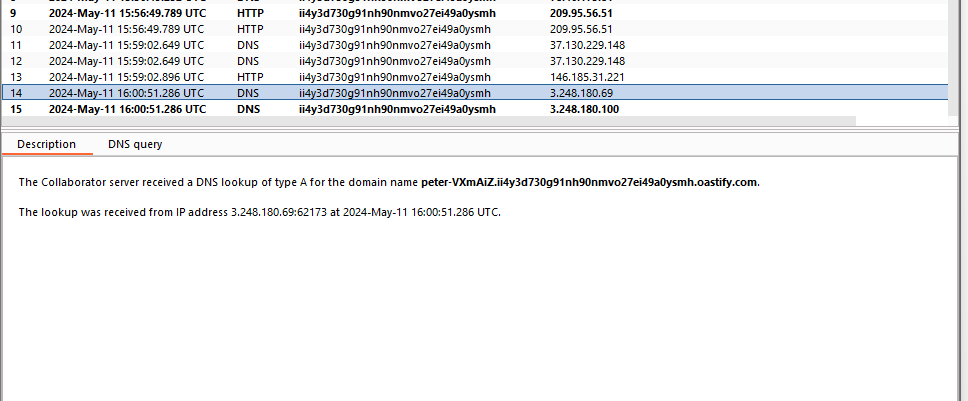 9 2024-May-11 15:56:49.789 UTC HTTP ii4y3d730g91nh90nmvo27ei49a0ysmh 209.95.56.51
10 2024-May-11 15:56:49.789 UTC HTTP ii4y3d730g91nh90nmvo27ei49a0ysmh 209.95.56.51
11 2024-May-11 15:59:02.649 UTC DNS ii4y3d730g91nh90nmvo27ei49a0ysmh 37.130.229.148
12 2024-May-11 15:59:02.649 UTC DNS ii4y3d730g91nh90nmvo27ei49a0ysmh 37.130.229.148
13 2024-May-11 15:59:02.896 UTC HTTP ii4y3d730g91nh90nmvo27ei49a0ysmh 146.185.31.221
14 2024-May-11 16:00:51.286 UTC DNS ii4y3d730g91nh90nmvo27ei49a0ysmh 3.248.180.69
15 2024-May-11 16:00:51.286 UTC DNS ii4y3d730g91nh90nmvo27ei49a0ysmh 3.248.180.100
Description DNS query
The Collaborator server received a DNS lookup of type A for the domain name peter-VXmAiZ.ii4y3d730g91nh90nmvo27ei49a0ysmh.oastify.com.
The lookup was received from IP address 3.248.180.69:62173 at 2024-May-11 16:00:51.286 UTC.